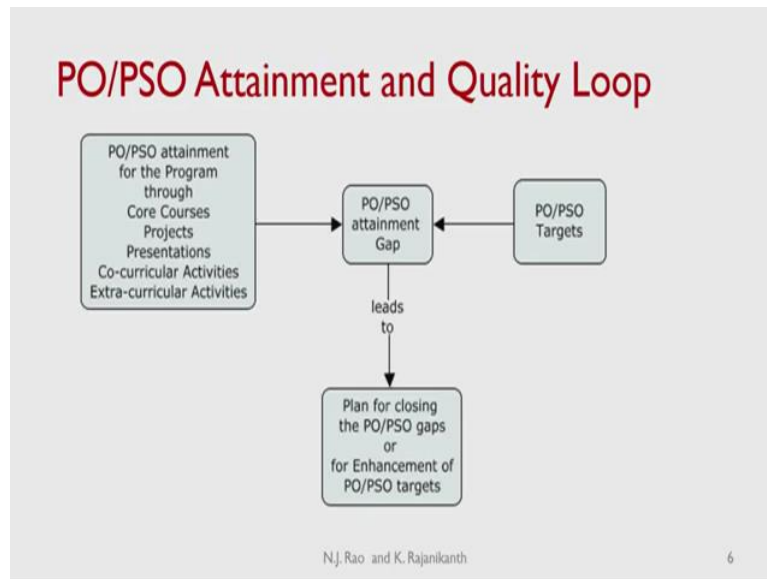 PO/PSO Attainment and Quality Loop
PO/PSO attainment
for the Program
through
Core Courses
Projects
Presentations
Co-curricular Activities
Extra-curricular Activities
PO/PSO
attainment
Gap
PO/PSO
Targets
leads
to
Plan for closing
the PO/PSO gaps
or
for Enhancement of
PO/PSO targets
N.J. Rao and K. Rajanikanth
6